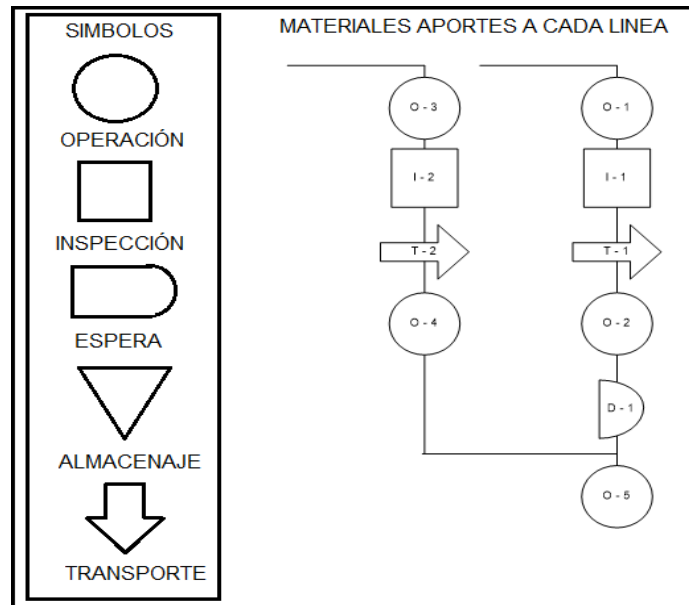 SIMBOLOS
OPERACIÓN
INSPECCIÓN
ESPERA
ALMACENAJE
TRANSPORTE
MATERIALES APORTES A CADA LINEA
O - 3
O - 1
I - 2
I - 1
T - 2
T - 1
O - 4
O - 2
D - 1
O - 5